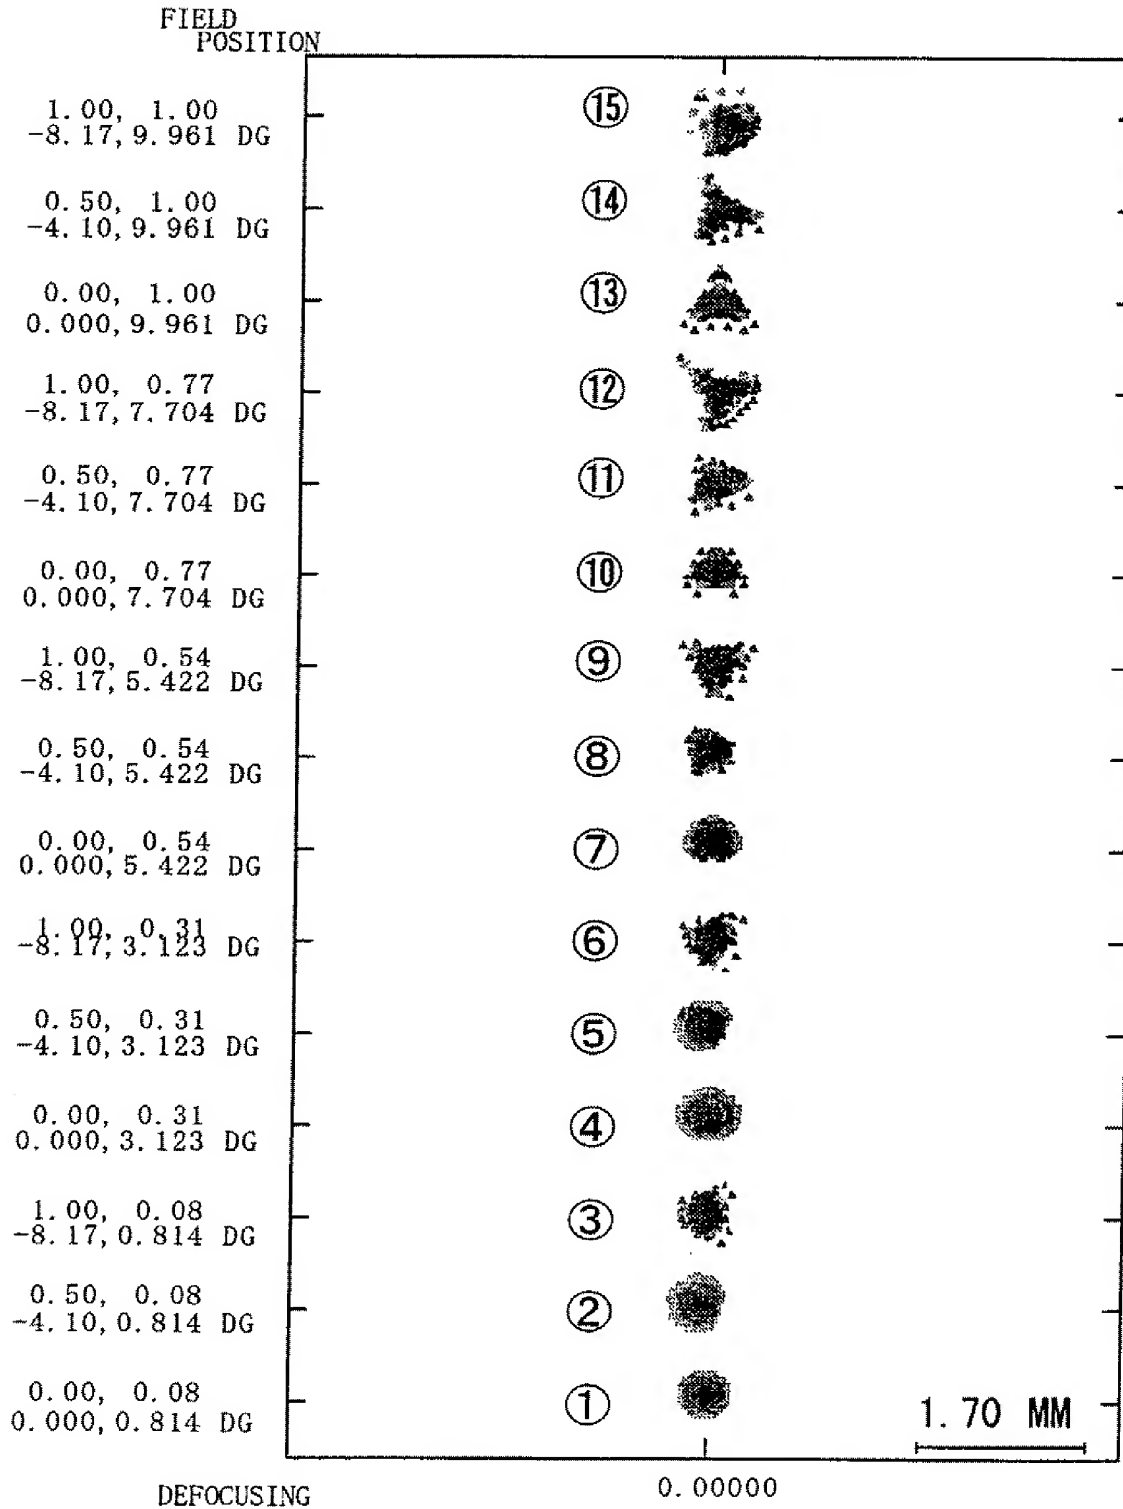 FIELD
POSITION
1.00, 1.00
-8.17, 9.961 DG
⑮
0.50, 1.00
-4.10, 9.961 DG
⑭
0.00, 1.00
0.000, 9.961 DG
⑬
1.00, 0.77
-8.17, 7.704 DG
⑫
0.50, 0.77
-4.10, 7.704 DG
⑪
0.00, 0.77
0.000, 7.704 DG
⑩
1.00, 0.54
-8.17, 5.422 DG
⑨
0.50, 0.54
-4.10, 5.422 DG
⑧
0.00, 0.54
0.000, 5.422 DG
⑦
1.00, 0.31
-8.17, 3.123 DG
⑥
0.50, 0.31
-4.10, 3.123 DG
⑤
0.00, 0.31
0.000, 3.123 DG
④
1.00, 0.08
-8.17, 0.814 DG
③
0.50, 0.08
-4.10, 0.814 DG
②
0.00, 0.08
0.000, 0.814 DG
①
1.70 MM
DEFOCUSING
0.00000